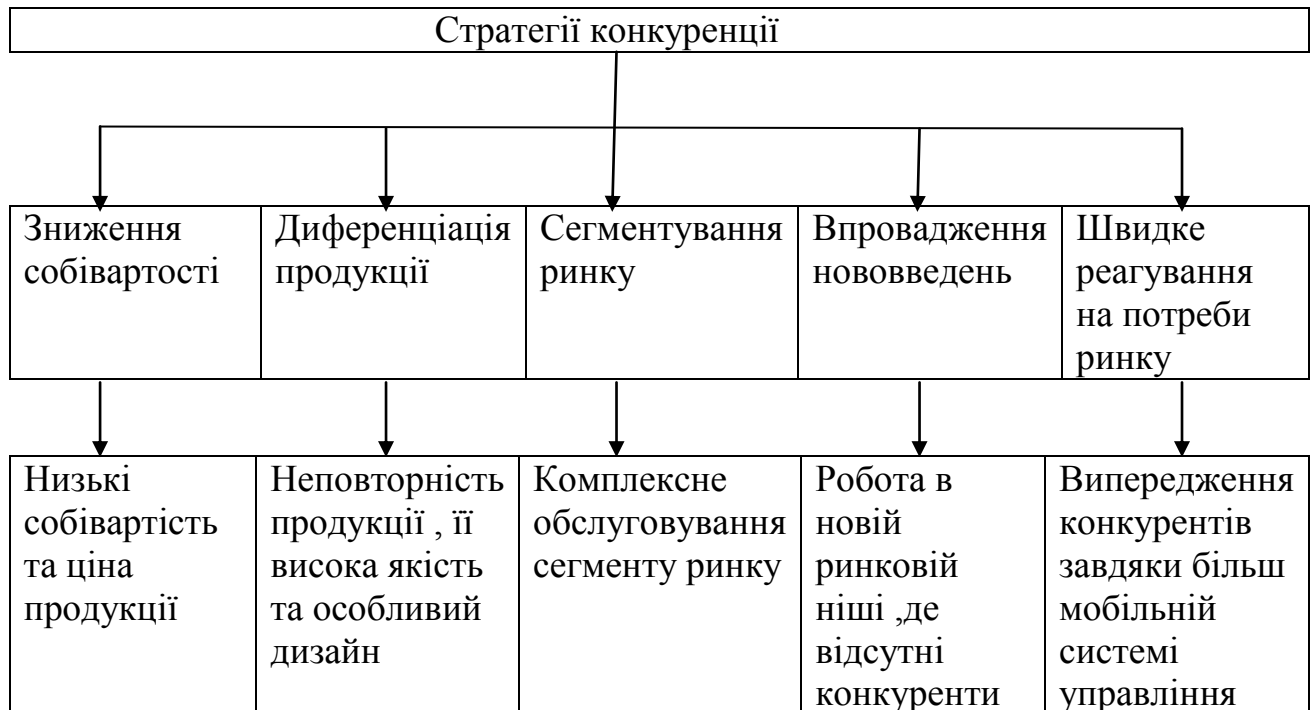 Стратегії конкуренції
Зниження
собівартості
Диференціація
продукції
Сегментування
ринку
Впровадження
нововведень
Швидке
реагування
на потреби
ринку
Низькі
собівартість
та ціна
продукції
Неповторність
продукції , її
висока якість
та особливий
дизайн
Комплексне
обслуговування
сегменту ринку
Робота в
новій
ринковій
ніші ,де
відсутні
конкуренти
Випередження
конкурентів
завдяки більш
мобільній
системі
управління